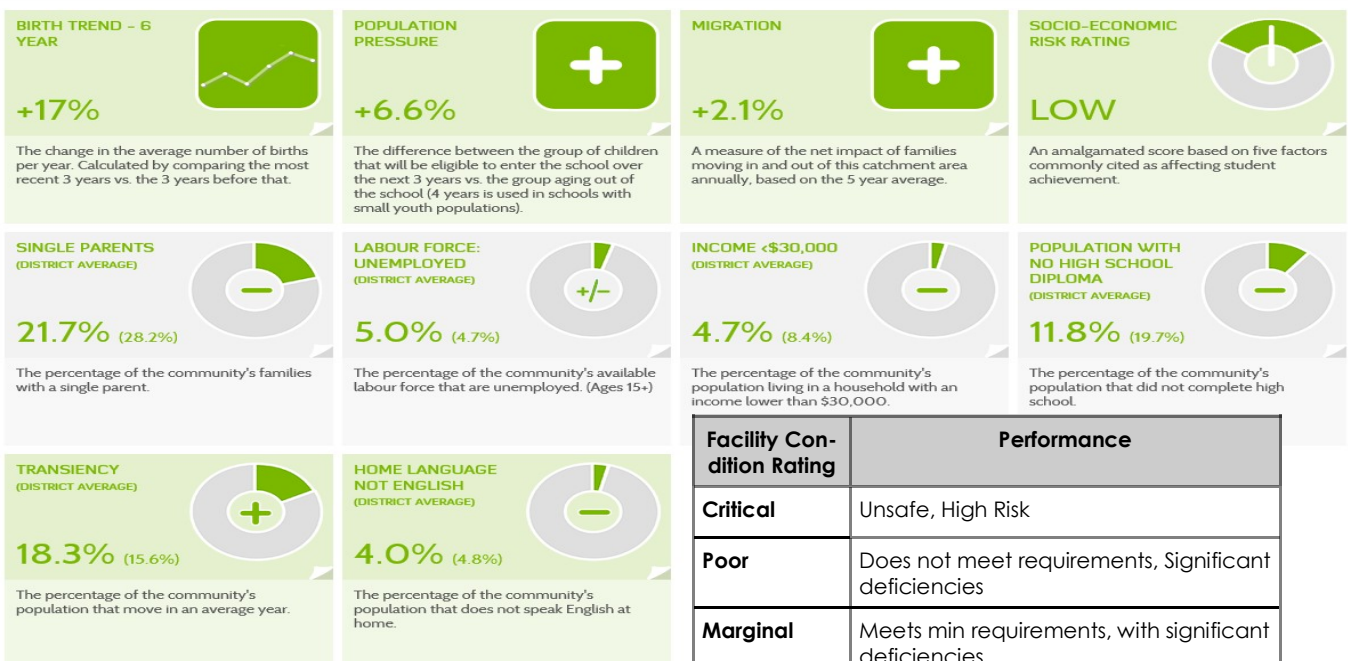 BIRTH TREND – 6
YEAR
+17%
The change in the average number of births
per year. Calculated by comparing the most
recent 3 years vs. the 3 years before that.
POPULATION
PRESSURE
+6.6%
The difference between the group of children
that will be eligible to enter the school over
the next 3 years vs. the group aging out of
the school (4 years is used in schools with
small youth populations).
MIGRATION
+2.1%
A measure of the net impact of families
moving in and out of this catchment area
annually, based on the 5 year average.
SOCIO-ECONOMIC
RISK RATING
LOW
An amalgamated score based on five factors
commonly cited as affecting student
achievement.
SINGLE PARENTS
(DISTRICT AVERAGE)
21.7% (28.2%)
The percentage of the community's families
with a single parent.
LABOUR FORCE:
UNEMPLOYED
(DISTRICT AVERAGE)
+/–
5.0% (4.7%)
The percentage of the community's available
labour force that are unemployed. (Ages 15+)
INCOME <$30,000
(DISTRICT AVERAGE)
4.7% (8.4%)
The percentage of the community's
population living in a household with an
income lower than $30,000.
POPULATION WITH
NO HIGH SCHOOL
DIPLOMA
(DISTRICT AVERAGE)
11.8% (19.7%)
The percentage of the community's
population that did not complete high
school.
TRANSIENCY
(DISTRICT AVERAGE)
18.3% (15.6%)
The percentage of the community's
population that move in an average year.
HOME LANGUAGE
NOT ENGLISH
(DISTRICT AVERAGE)
4.0% (4.8%)
The percentage of the community's
population that does not speak English at
home.
Facility Con-
dition Rating
Performance
Critical
Unsafe, High Risk
Poor
Does not meet requirements, Significant
deficiencies
Marginal
Meets min requirements, with significant
deficiencies